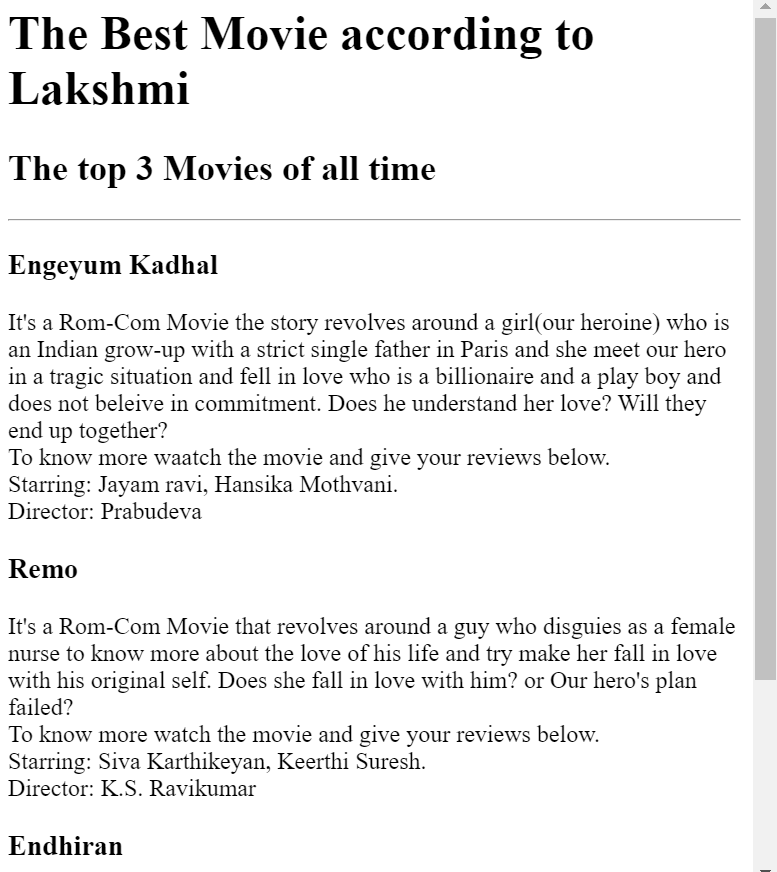 The Best Movie according to
Lakshmi
The top 3 Movies of all time
Engeyum Kadhal
It's a Rom-Com Movie the story revolves around a girl(our heroine) who is
an Indian grow-up with a strict single father in Paris and she meet our hero
in a tragic situation and fell in love who is a billionaire and a play boy and
does not beleive in commitment. Does he understand her love? Will they
end up together?
To know more waatch the movie and give your reviews below.
Starring: Jayam ravi, Hansika Mothvani.
Director: Prabudeva
Remo
It's a Rom-Com Movie that revolves around a guy who disguies as a female
nurse to know more about the love of his life and try make her fall in love
with his original self. Does she fall in love with him? or Our hero's plan
failed?
To know more watch the movie and give your reviews below.
Starring: Siva Karthikeyan, Keerthi Suresh.
Director: K.S. Ravikumar
Endhiran